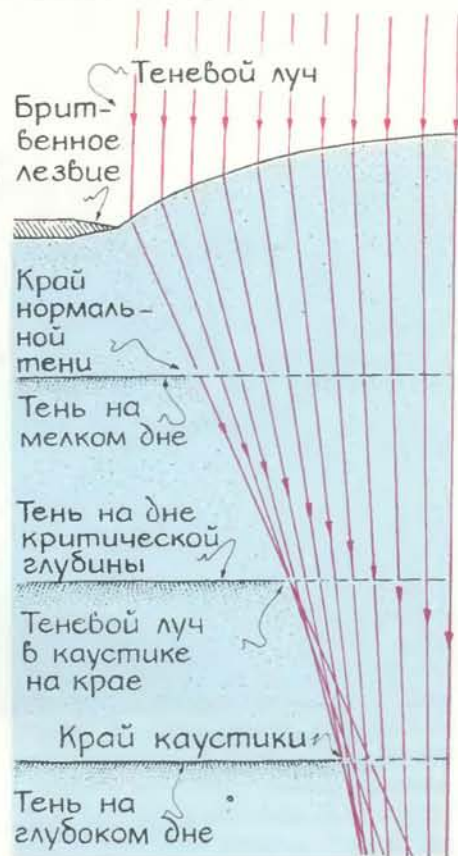 Теневой луч
Брит-
венное
лезвие
Край
нормаль-
ной
тени
Тень на
мелком дне
Тень на дне
критической
глубины
Теневой луч
в каустике
на крае
Край каустики
Тень на
глубоком дне